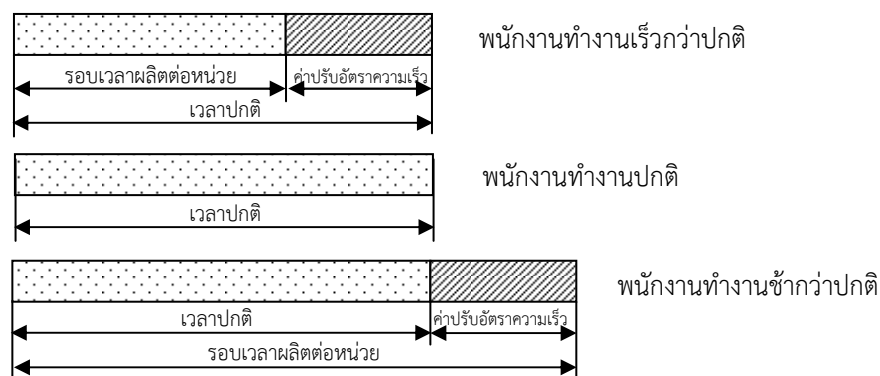 พนักงานทำงานเร็วกว่าปกติ
รอบเวลาผลิตต่อหน่วย ค่าปรับอัตราความเร็ว
เวลาปกติ
พนักงานทำงานปกติ
เวลาปกติ
พนักงานทำงานช้ากว่าปกติ
เวลาปกติ ค่าปรับอัตราความเร็ว
รอบเวลาผลิตต่อหน่วย